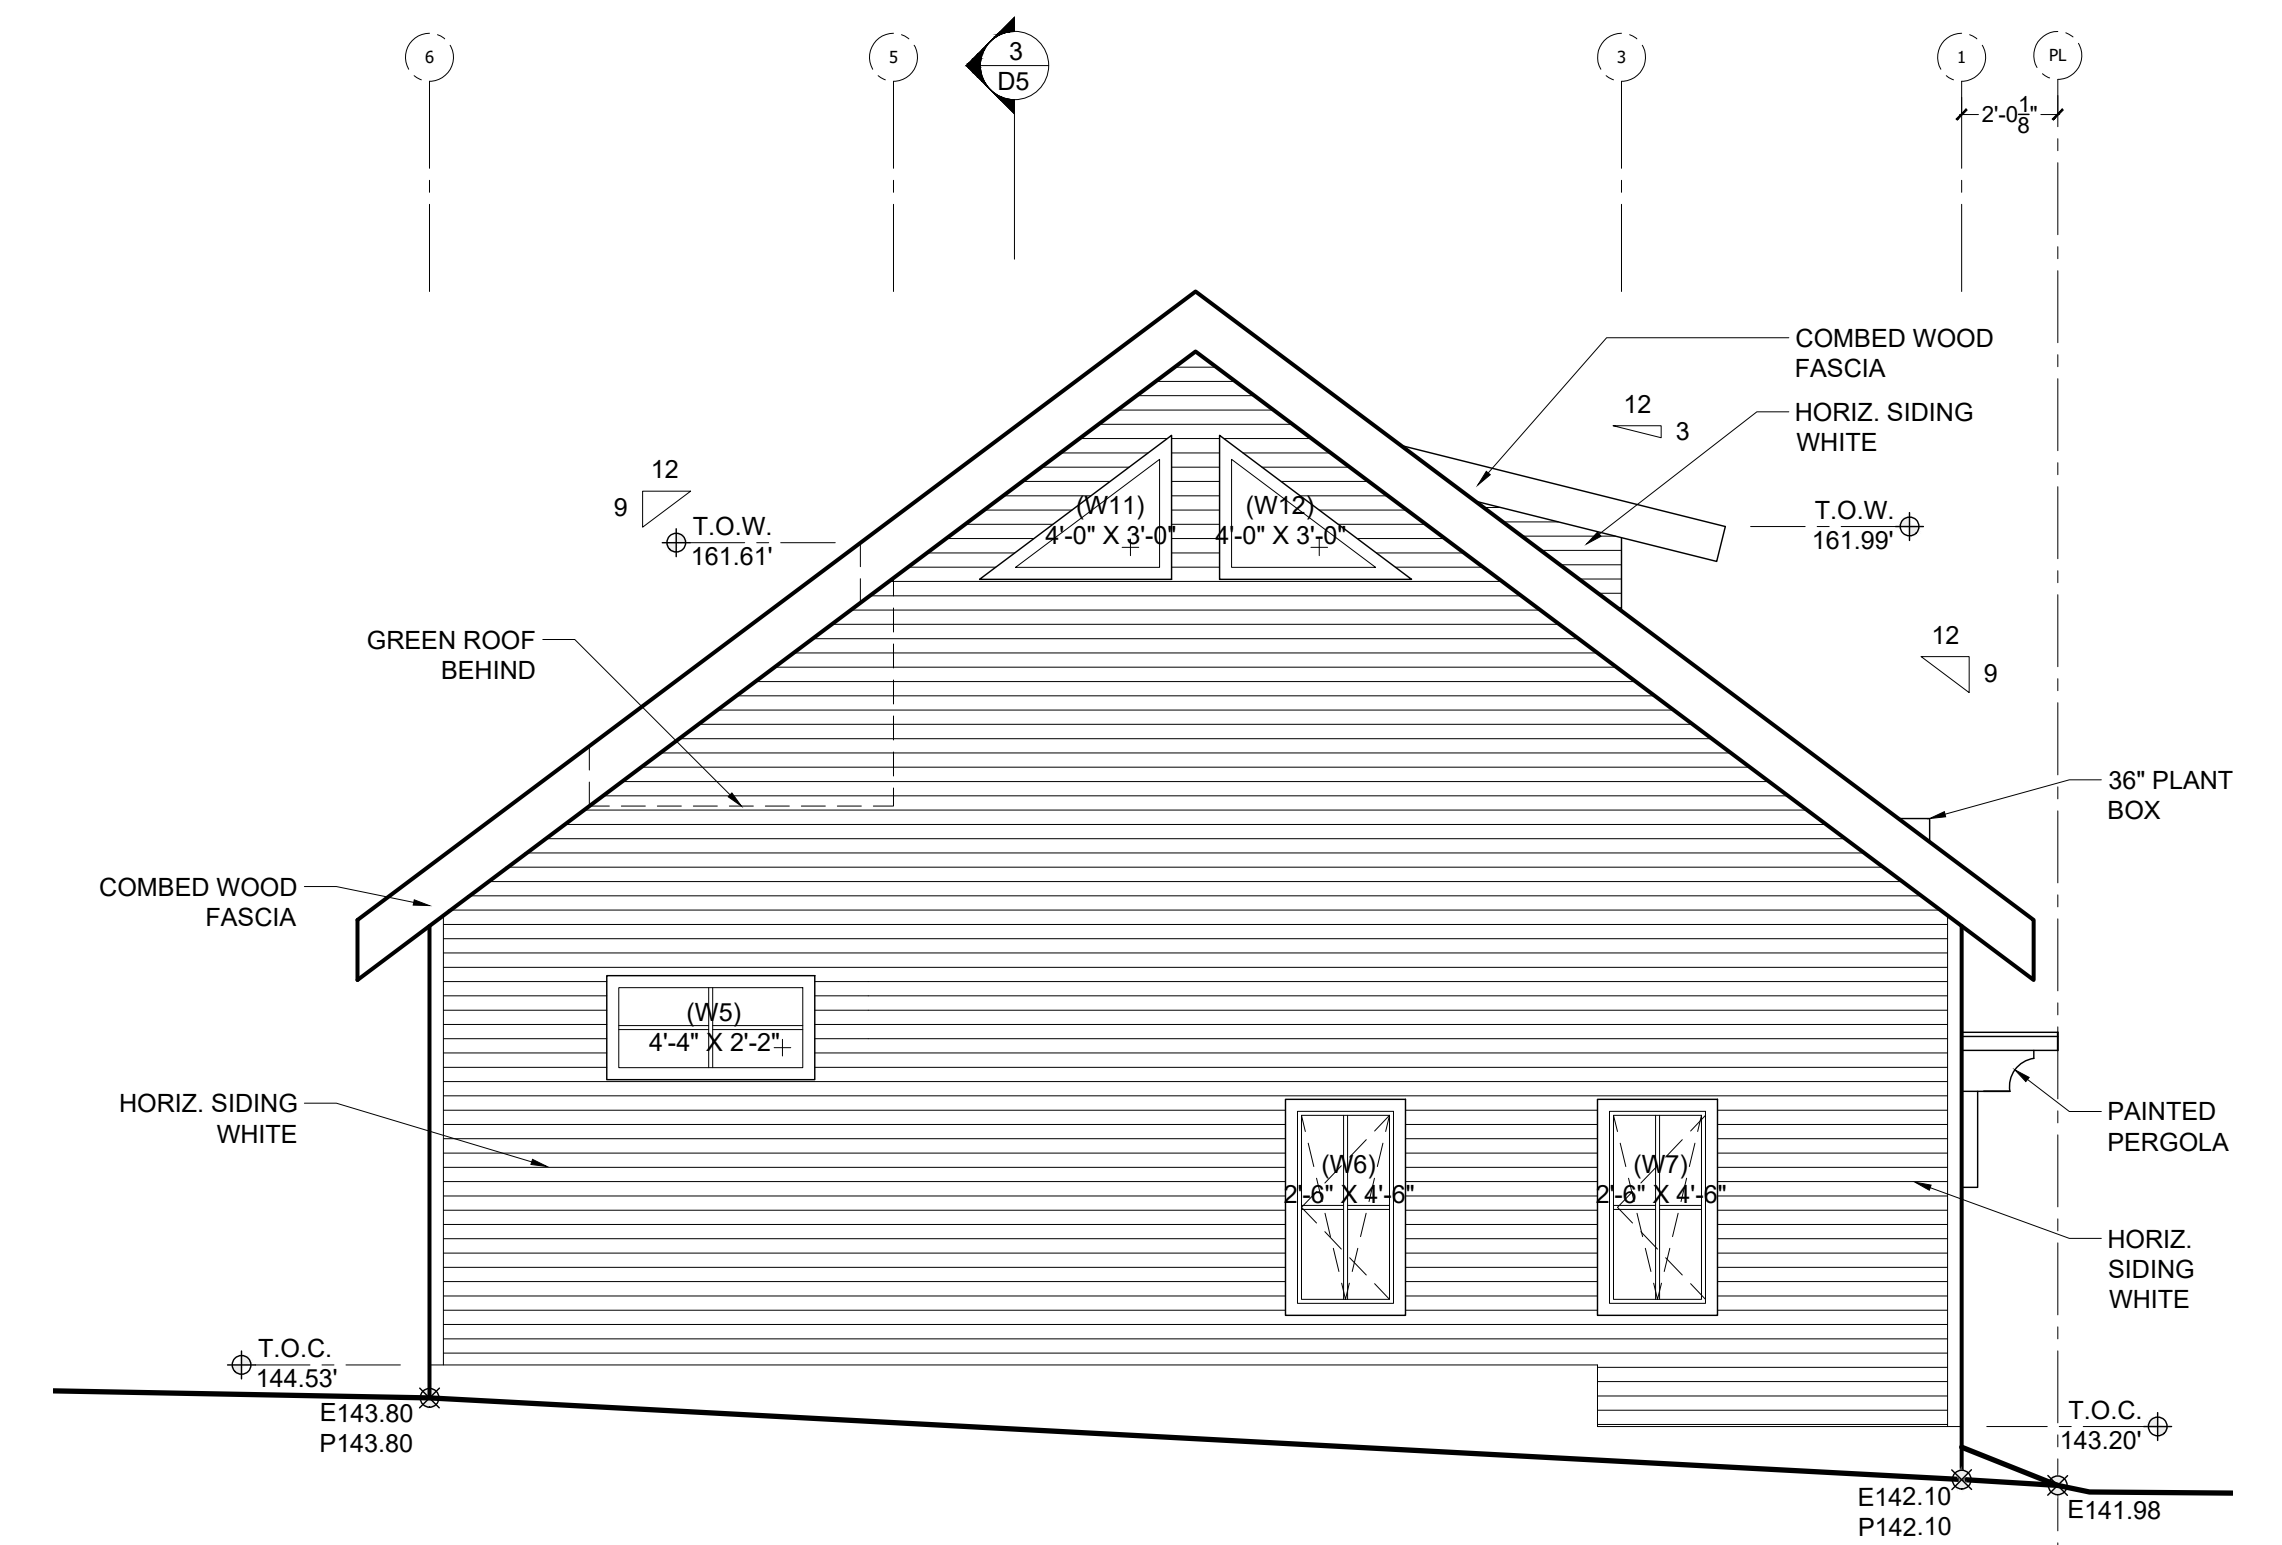 6
5
3
D5
3
1
PL
2'-0 1/8"
COMBED WOOD
FASCIA
12
3
HORIZ. SIDING
WHITE
12
9
T.O.W.
161.61'
(W11)
4'-0" X 3'-0"
(W12)
4'-0" X 3'-0"
T.O.W.
161.99'
GREEN ROOF
BEHIND
12
9
36" PLANT
BOX
COMBED WOOD
FASCIA
(W5)
4'-4" X 2'-2"
HORIZ. SIDING
WHITE
PAINTED
PERGOLA
(W6)
2'-6" X 4'-6"
(W7)
2'-6" X 4'-6"
HORIZ.
SIDING
WHITE
T.O.C.
144.53'
E143.80
P143.80
T.O.C.
143.20'
E142.10
P142.10
E141.98